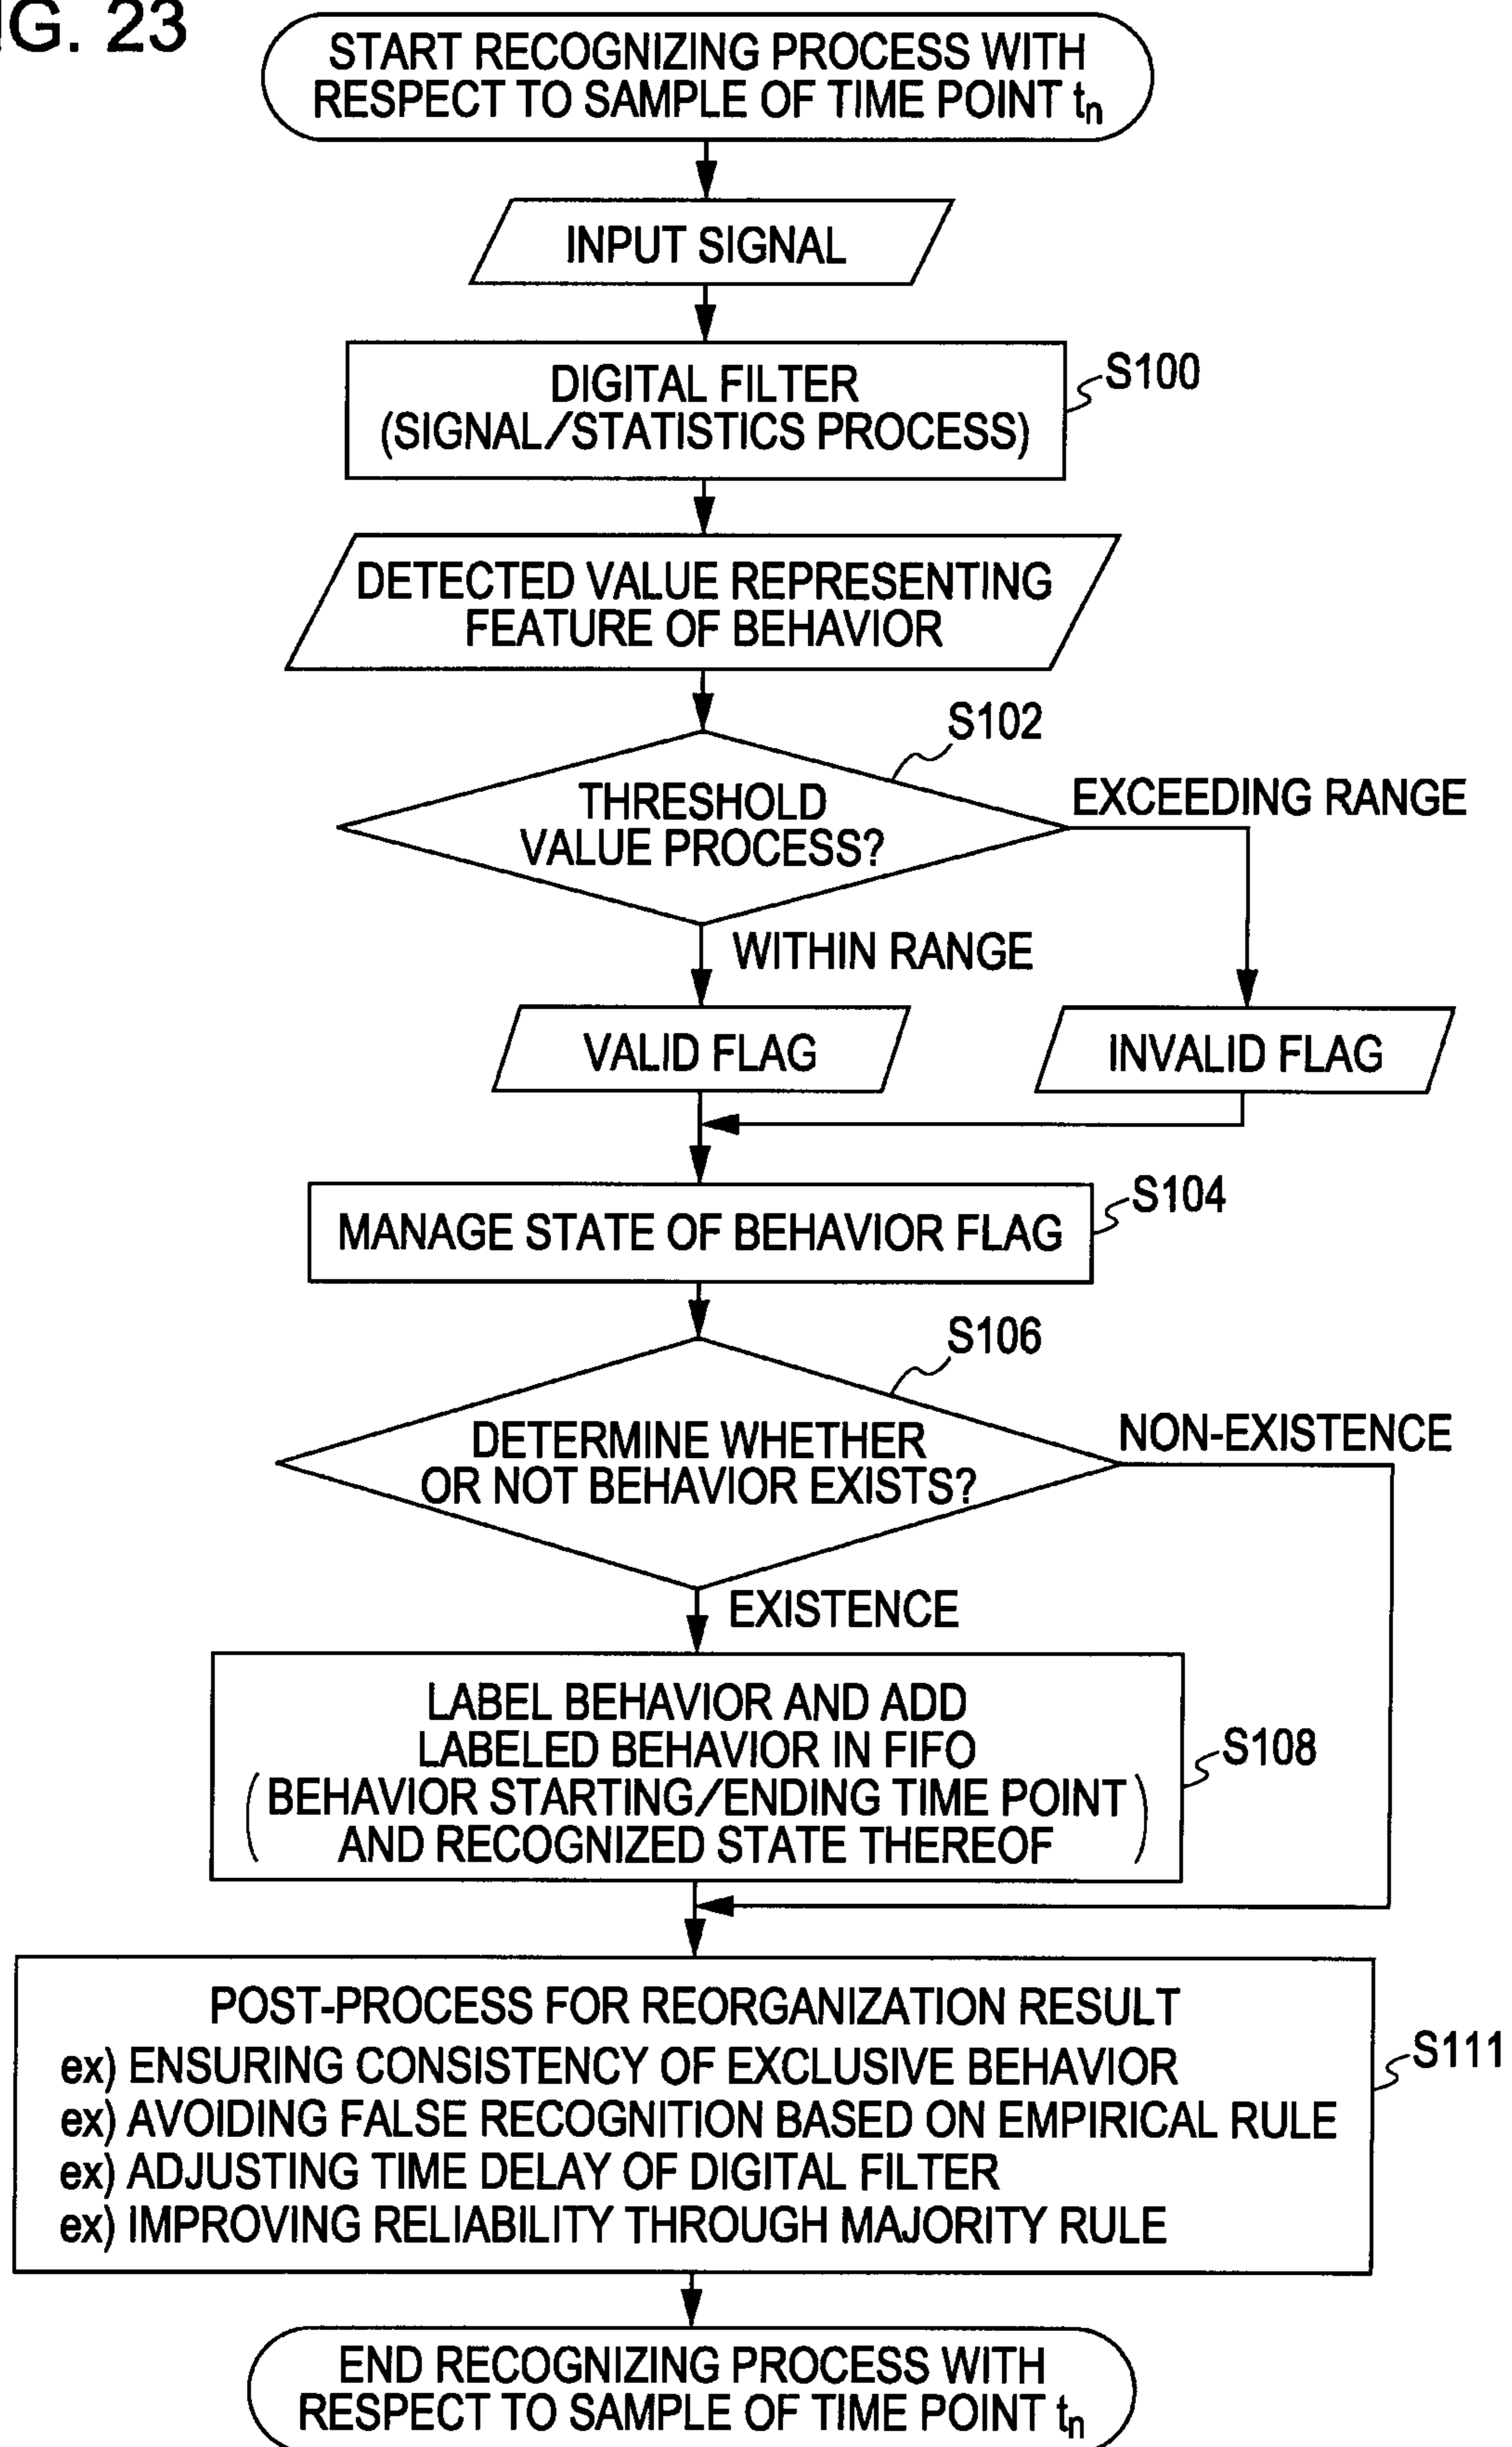 G. 23
START RECOGNIZING PROCESS WITH
RESPECT TO SAMPLE OF TIME POINT tn
INPUT SIGNAL
DIGITAL FILTER
(SIGNAL/STATISTICS PROCESS)
S100
DETECTED VALUE REPRESENTING
FEATURE OF BEHAVIOR
S102
THRESHOLD
VALUE PROCESS?
EXCEEDING RANGE
WITHIN RANGE
VALID FLAG
INVALID FLAG
MANAGE STATE OF BEHAVIOR FLAG
S104
S106
DETERMINE WHETHER
OR NOT BEHAVIOR EXISTS?
NON-EXISTENCE
EXISTENCE
LABEL BEHAVIOR AND ADD
LABELED BEHAVIOR IN FIFO
(BEHAVIOR STARTING/ENDING TIME POINT
AND RECOGNIZED STATE THEREOF)
S108
POST-PROCESS FOR REORGANIZATION RESULT
ex) ENSURING CONSISTENCY OF EXCLUSIVE BEHAVIOR
ex) AVOIDING FALSE RECOGNITION BASED ON EMPIRICAL RULE
ex) ADJUSTING TIME DELAY OF DIGITAL FILTER
ex) IMPROVING RELIABILITY THROUGH MAJORITY RULE
S111
END RECOGNIZING PROCESS WITH
RESPECT TO SAMPLE OF TIME POINT tn